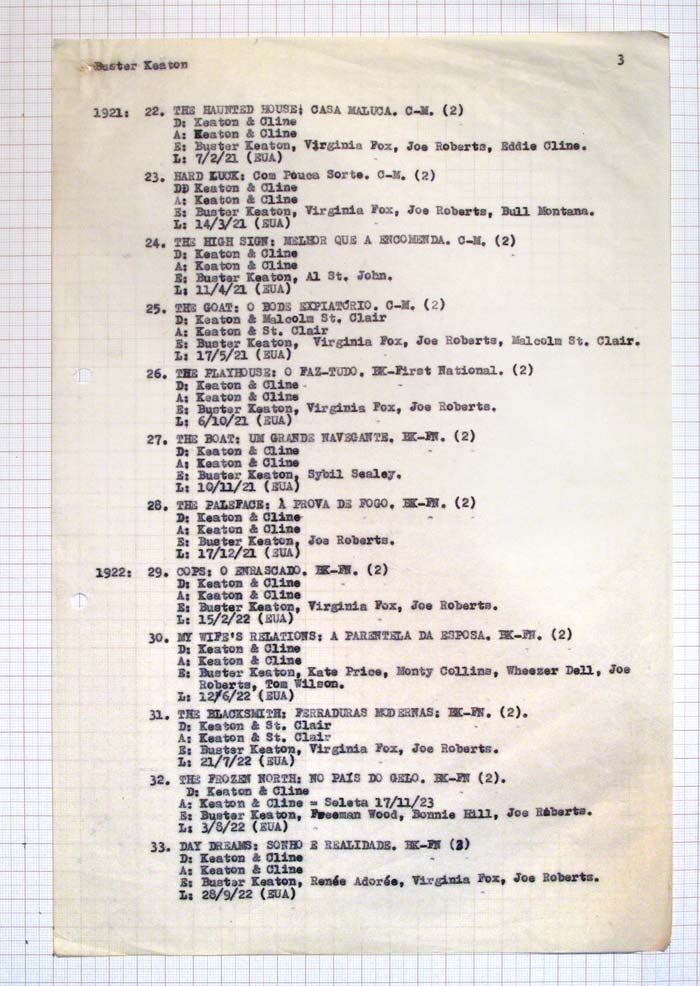 Buster Keaton 3
1921: 22. THE HAUNTED HOUSE: CASA MALUCA. C-M. (2)
D: Keaton & Cline
A: Keaton & Cline
E: Buster Keaton, Virginia Fox, Joe Roberts, Eddie Cline.
L: 7/2/21 (EUA)
23. HARD LUCK: Com Pouca Sorte. C-M. (2)
DD Keaton & Cline
A: Keaton & Cline
E: Buster Keaton, Virginia Fox, Joe Roberts, Bull Montana.
L: 14/3/21 (EUA)
24. THE HIGH SIGN: MELHOR QUE A ENCOMENDA. C-M. (2)
D: Keaton & Cline
A: Keaton & Cline
E: Buster Keaton, Al St. John.
L: 11/4/21 (EUA)
25. THE GOAT: O BODE EXPIATÓRIO. C-M. (2)
D: Keaton & Malcolm St. Clair
A: Keaton & St. Clair
E: Buster Keaton, Virginia Fox, Joe Roberts, Malcolm St. Clair.
L: 17/5/21 (EUA)
26. THE PLAYHOUSE: O FAZ-TUDO. BK-First National. (2)
D: Keaton & Cline
A: Keaton & Cline
E: Buster Keaton, Virginia Fox, Joe Roberts.
L: 6/10/21 (EUA)
27. THE BOAT: UM GRANDE NAVEGANTE. BK-FN. (2)
D: Keaton & Cline
A: Keaton & Cline
E: Buster Keaton, Sybil Sealey.
L: 10/11/21 (EUA)
28. THE PALEFACE: À PROVA DE FOGO. BK-FN. (2)
D: Keaton & Cline
A: Keaton & Cline
E: Buster Keaton, Joe Roberts.
L: 17/12/21 (EUA)
1922: 29. COPS: O ENRASCADO. BK-FN. (2)
D: Keaton & Cline
A: Keaton & Cline
E: Buster Keaton, Virginia Fox, Joe Roberts.
L: 15/2/22 (EUA)
30. MY WIFE'S RELATIONS: A PARENTELA DA ESPOSA. BK-FN. (2)
D: Keaton & Cline
A: Keaton & Cline
E: Buster Keaton, Kate Price, Monty Collins, Wheezer Dell, Joe
Roberts, Tom Wilson.
L: 12/6/22 (EUA)
31. THE BLACKSMITH: FERRADURAS MODERNAS: BK-FN. (2).
D: Keaton & St. Clair
A: Keaton & St. Clair
E: Buster Keaton, Virginia Fox, Joe Roberts.
L: 21/7/22 (EUA)
32. THE FROZEN NORTH: NO PAÍS DO GELO. BK-FN (2).
D: Keaton & Cline
A: Keaton & Cline = Seleta 17/11/23
E: Buster Keaton, Freeman Wood, Bonnie Hill, Joe Roberts.
L: 3/8/22 (EUA)
33. DAY DREAMS: SONHO E REALIDADE. BK-FN (3)
D: Keaton & Cline
A: Keaton & Cline
E: Buster Keaton, Renée Adorée, Virginia Fox, Joe Roberts.
L: 28/9/22 (EUA)